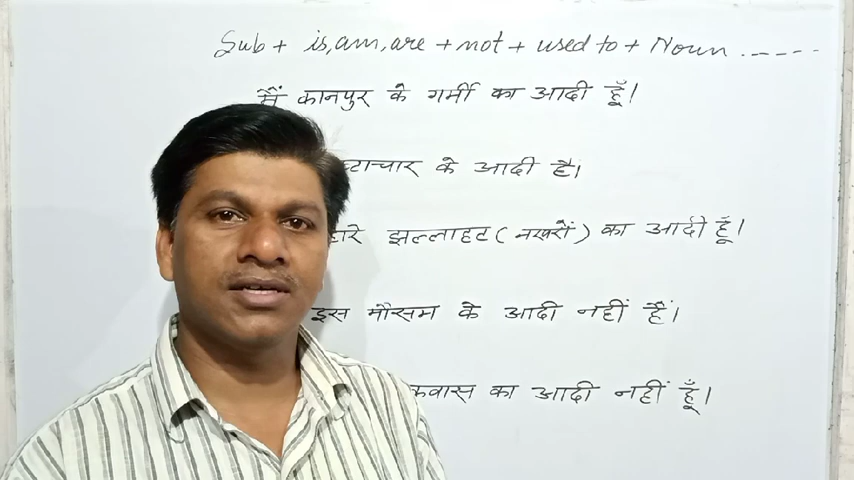 Sub + is, am, are + not + used to + Noun -----
मैं कानपुर के गर्मी का आदी हूँ।
के आदी है।
झल्लाहट (नखरों) का आदी हूँ।
इस मौसम के आदी नहीं हैं।
का आदी नहीं हूँ।